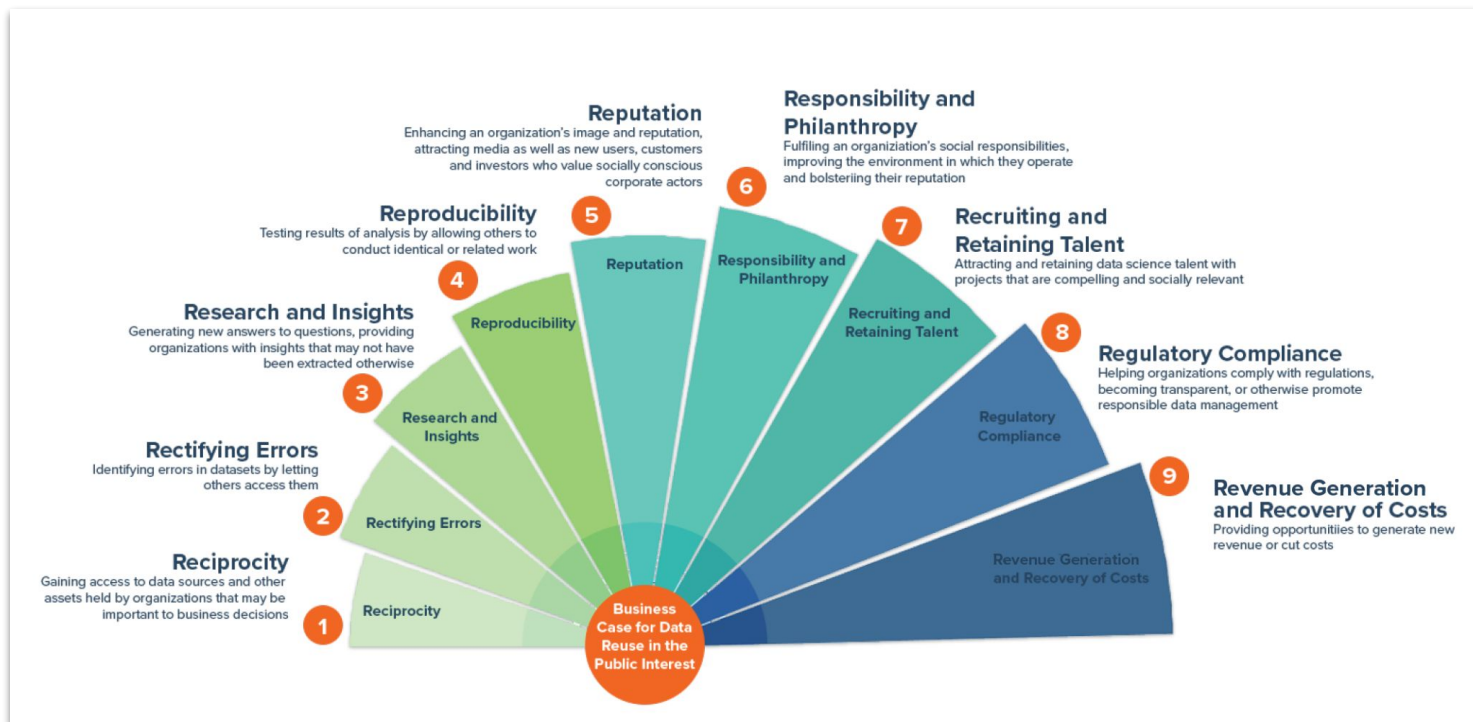 Reciprocity
Gaining access to data sources and other
assets held by organizations that may be
important to business decisions
1
Reciprocity
Rectifying Errors
Identifying errors in datasets by letting
others access them
2
Rectifying Errors
Research and Insights
Generating new answers to questions, providing
organizations with insights that may not have
been extracted otherwise
3
Research and
Insights
Reproducibility
Testing results of analysis by allowing others to
conduct identical or related work
4
Reproducibility
Reputation
Enhancing an organization's image and reputation,
attracting media as well as new users, customers
and investors who value socially conscious
corporate actors
5
Reputation
Responsibility and
Philanthropy
Fulfiling an organiziation's social responsibilities,
improving the environment in which they operate
and bolsteriing their reputation
6
Responsibility and
Philanthropy
Recruiting and
Retaining Talent
Attracting and retaining data science talent with
projects that are compelling and socially relevant
7
Recruiting and
Retaining Talent
Regulatory Compliance
Helping organizations comply with regulations,
becoming transparent, or otherwise promote
responsible data management
8
Regulatory
Compliance
Revenue Generation
and Recovery of Costs
Providing opportunitiies to generate new
revenue or cut costs
9
Revenue Generation
and Recovery of Costs
Business
Case for Data
Reuse in the
Public Interest